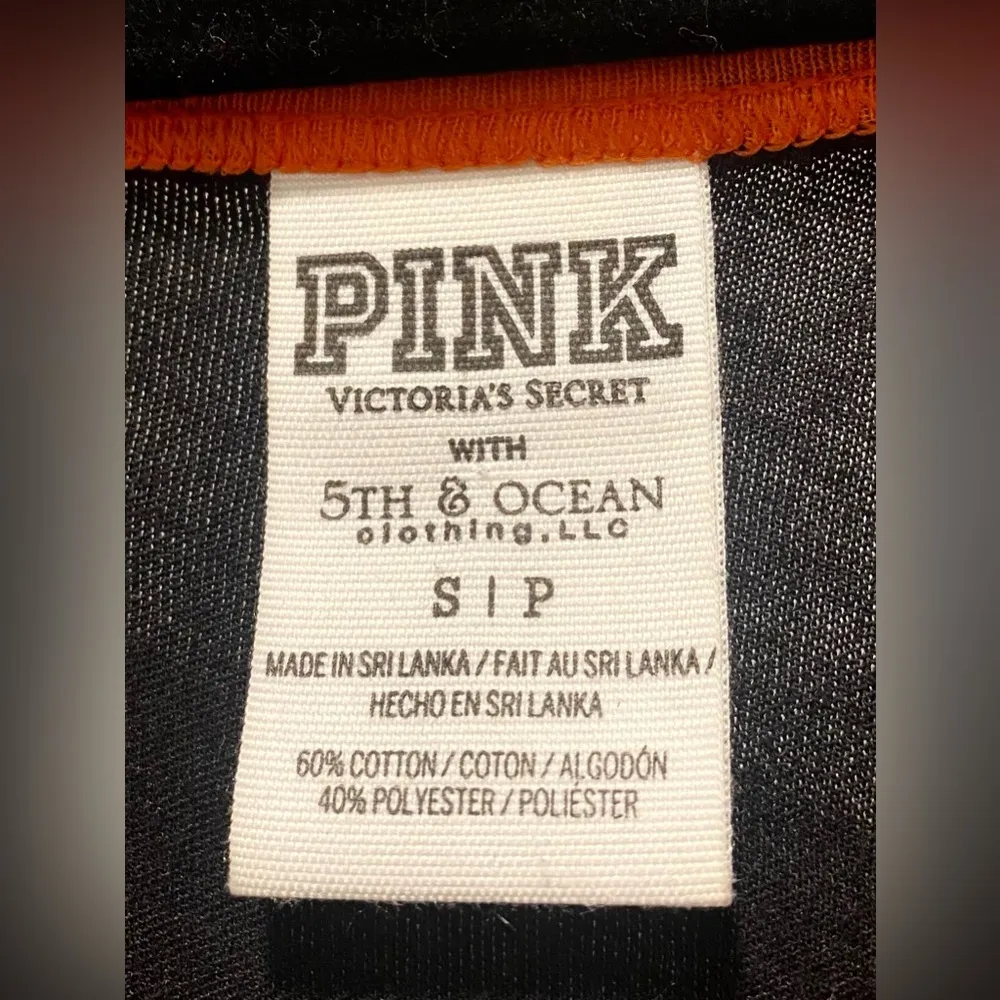 PINK
VICTORIA'S SECRET
WITH
5TH & OCEAN
clothing, LLC
S | P
MADE IN SRI LANKA / FAIT AU SRI LANKA /
HECHO EN SRI LANKA
60% COTTON / COTON / ALGODÓN
40% POLYESTER / POLIÉSTER